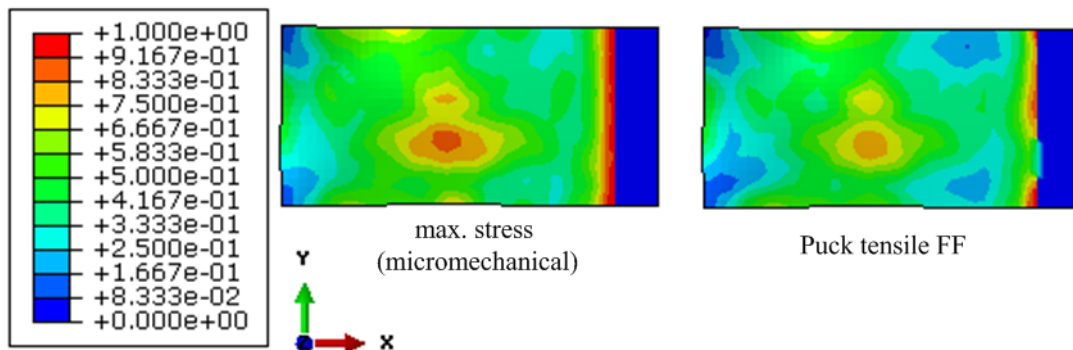 +1.000e+00
+9.167e-01
+8.333e-01
+7.500e-01
+6.667e-01
+5.833e-01
+5.000e-01
+4.167e-01
+3.333e-01
+2.500e-01
+1.667e-01
+8.333e-02
+0.000e+00
max. stress
(micromechanical)
Puck tensile FF
Y
Z
X